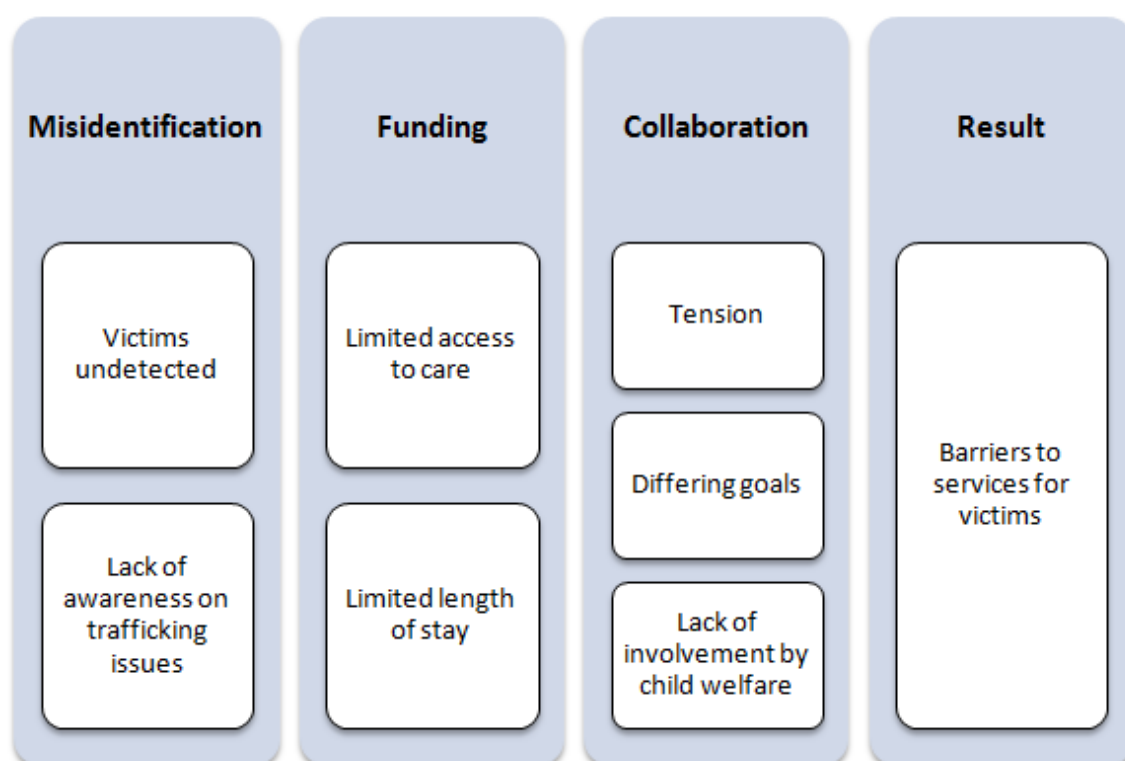 Misidentification
Victims
undetected
Lack of
awareness on
trafficking
issues
Funding
Limited access
to care
Limited length
of stay
Collaboration
Tension
Differing goals
Lack of
involvement by
child welfare
Result
Barriers to
services for
victims